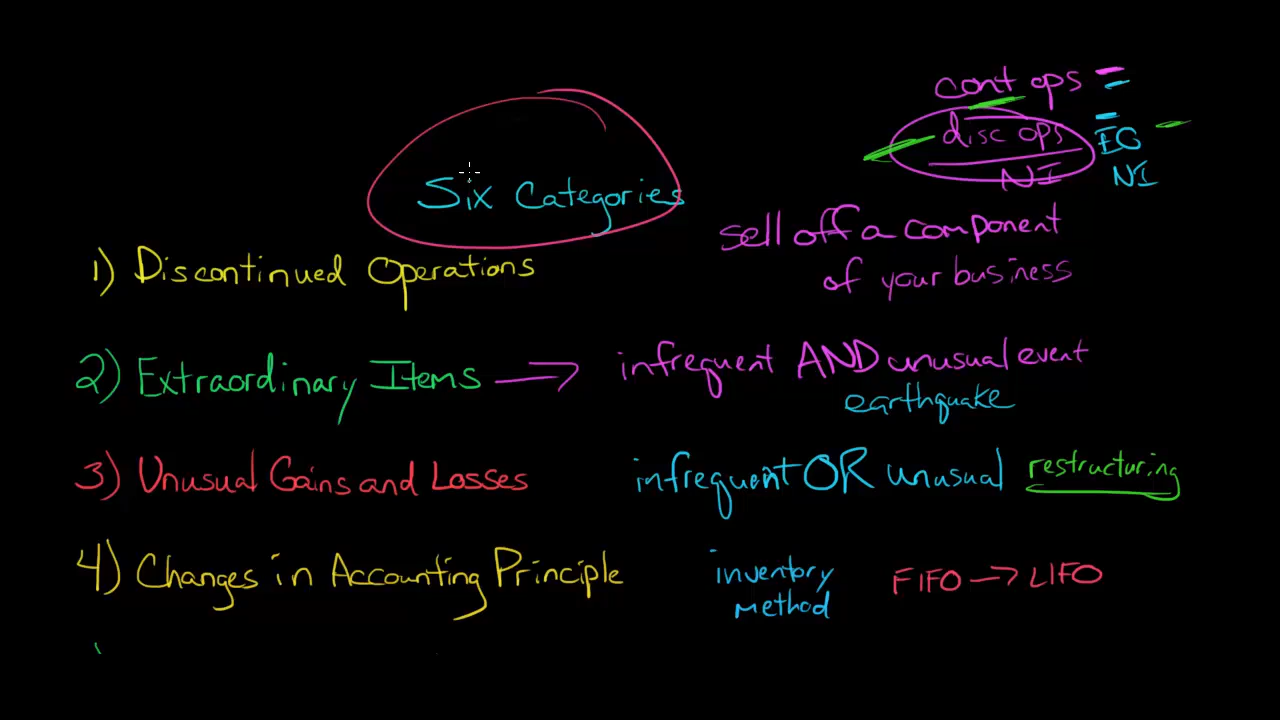 cont ops
disc ops EO
NI NI
Six Categories
sell off a component
of your business
1) Discontinued Operations
2) Extraordinary Items → infrequent AND unusual event
earthquake
3) Unusual Gains and Losses infrequent OR unusual restructuring
4) Changes in Accounting Principle inventory method FIFO → LIFO